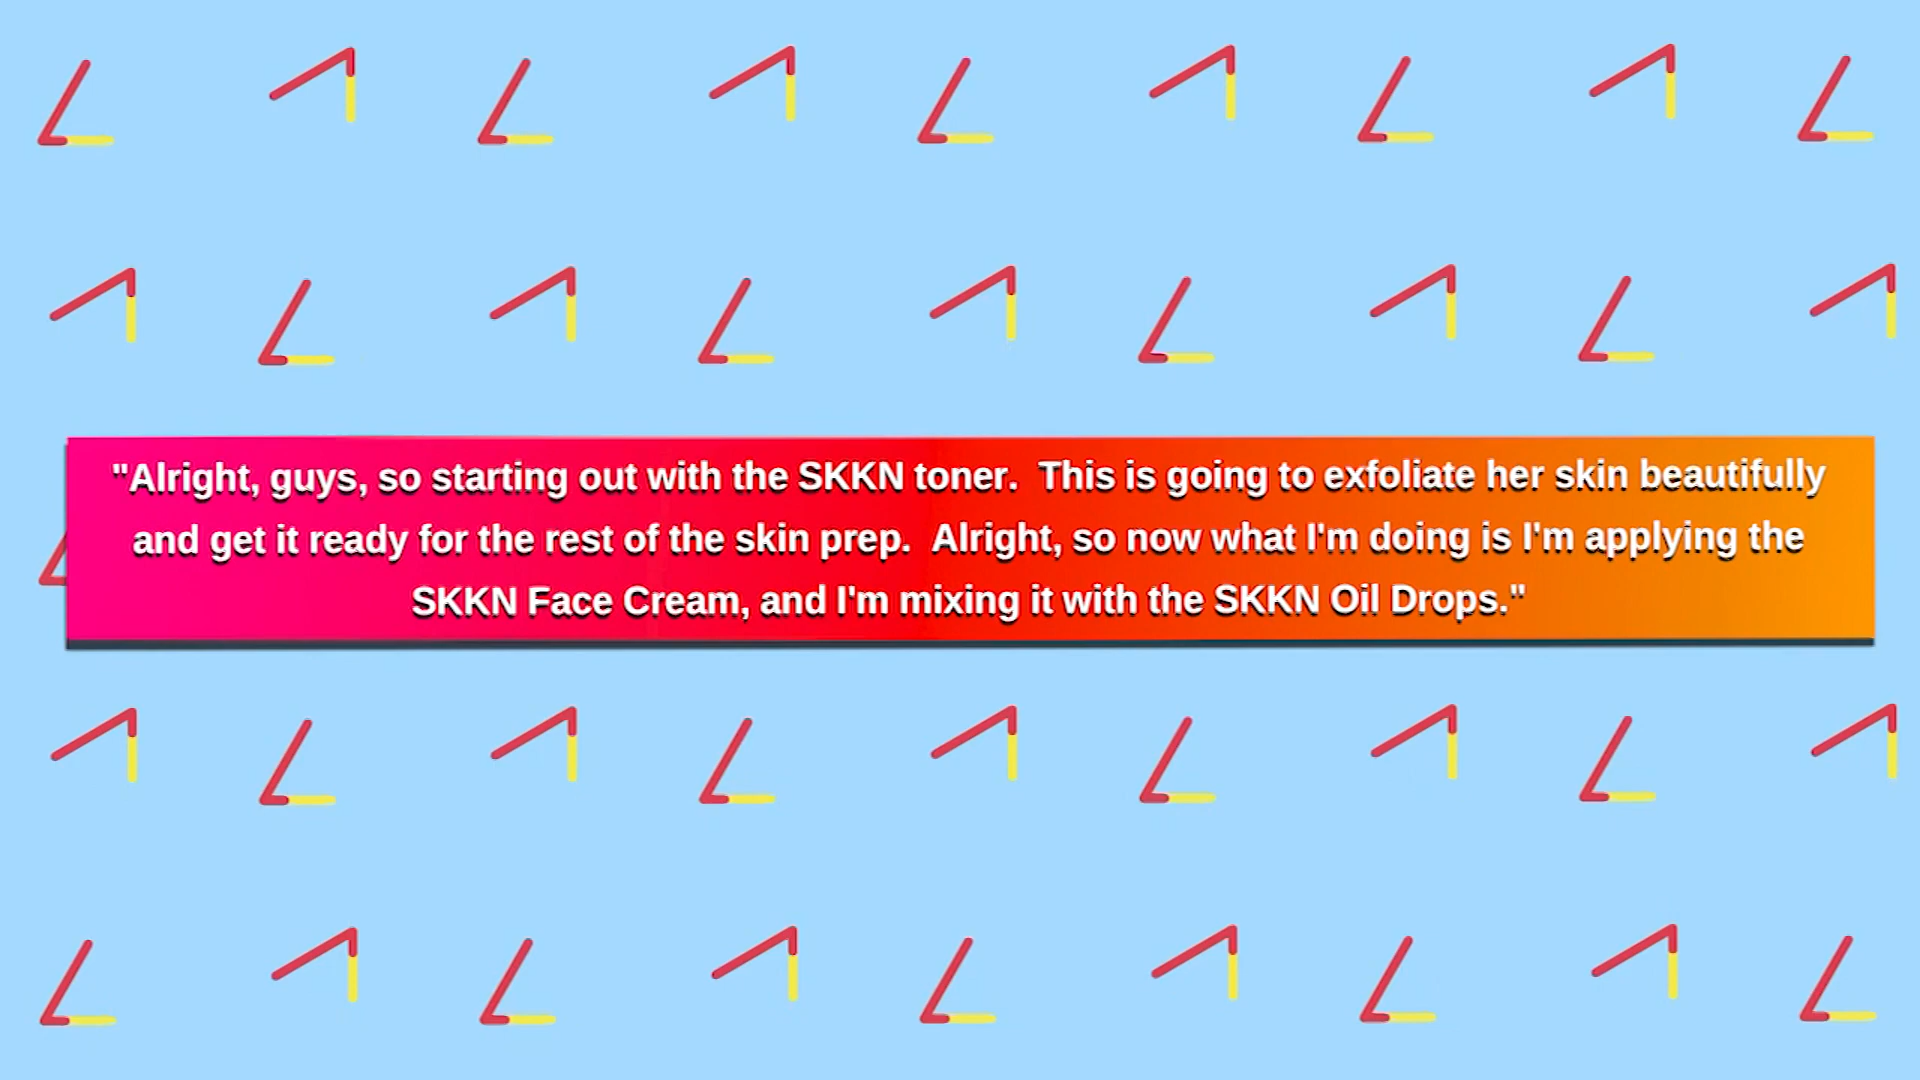 "Alright, guys, so starting out with the SKKN toner.  This is going to exfoliate her skin beautifully
and get it ready for the rest of the skin prep.  Alright, so now what I'm doing is I'm applying the
SKKN Face Cream, and I'm mixing it with the SKKN Oil Drops."